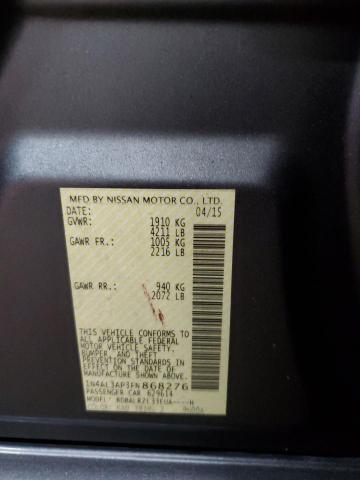 MFD BY NISSAN MOTOR CO., LTD.
DATE: 04/15
GVWR: 1910 KG
4211 LB
GAWR FR.: 1005 KG
2216 LB
GAWR RR.: 940 KG
2072 LB
THIS VEHICLE CONFORMS TO ALL
APPLICABLE FEDERAL
MOTOR VEHICLE SAFETY,
BUMPER, AND THEFT
PREVENTION STANDARDS
IN EFFECT ON THE DATE OF
MANUFACTURE SHOWN ABOVE.
1N4AL3AP3FN868276
PASSENGER CAR 629614
MODEL: